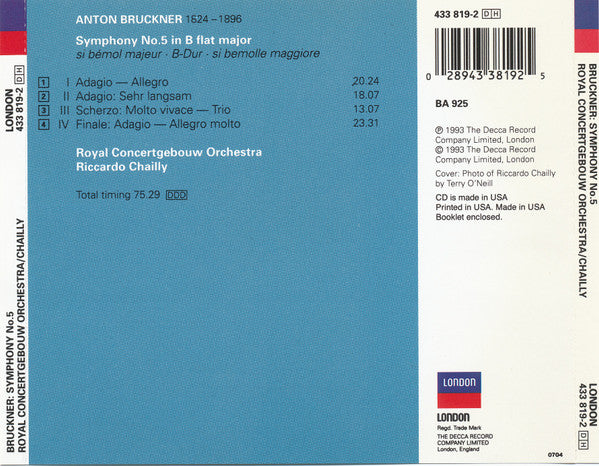 ANTON BRUCKNER 1824–1896
Symphony No.5 in B flat major
si bémol majeur · B-Dur · si bemolle maggiore
1 I Adagio — Allegro 20.24
2 II Adagio: Sehr langsam 18.07
3 III Scherzo: Molto vivace — Trio 13.07
4 IV Finale: Adagio — Allegro molto 23.31
Royal Concertgebouw Orchestra
Riccardo Chailly
Total timing 75.29 DDD
433 819-2 DH
0 28943 38192 5
BA 925
℗ 1993 The Decca Record
Company Limited, London
© 1993 The Decca Record
Company Limited, London
Cover: Photo of Riccardo Chailly
by Terry O'Neill
CD is made in USA
Printed in USA. Made in USA
Booklet enclosed.
LONDON
LONDON
Regd. Trade Mark
THE DECCA RECORD
COMPANY LIMITED
London, England
0704
BRUCKNER: SYMPHONY No.5
ROYAL CONCERTGEBOUW ORCHESTRA/CHAILLY
LONDON
433 819-2 DH
BRUCKNER: SYMPHONY No.5
ROYAL CONCERTGEBOUW ORCHESTRA/CHAILLY
LONDON
433 819-2 DH